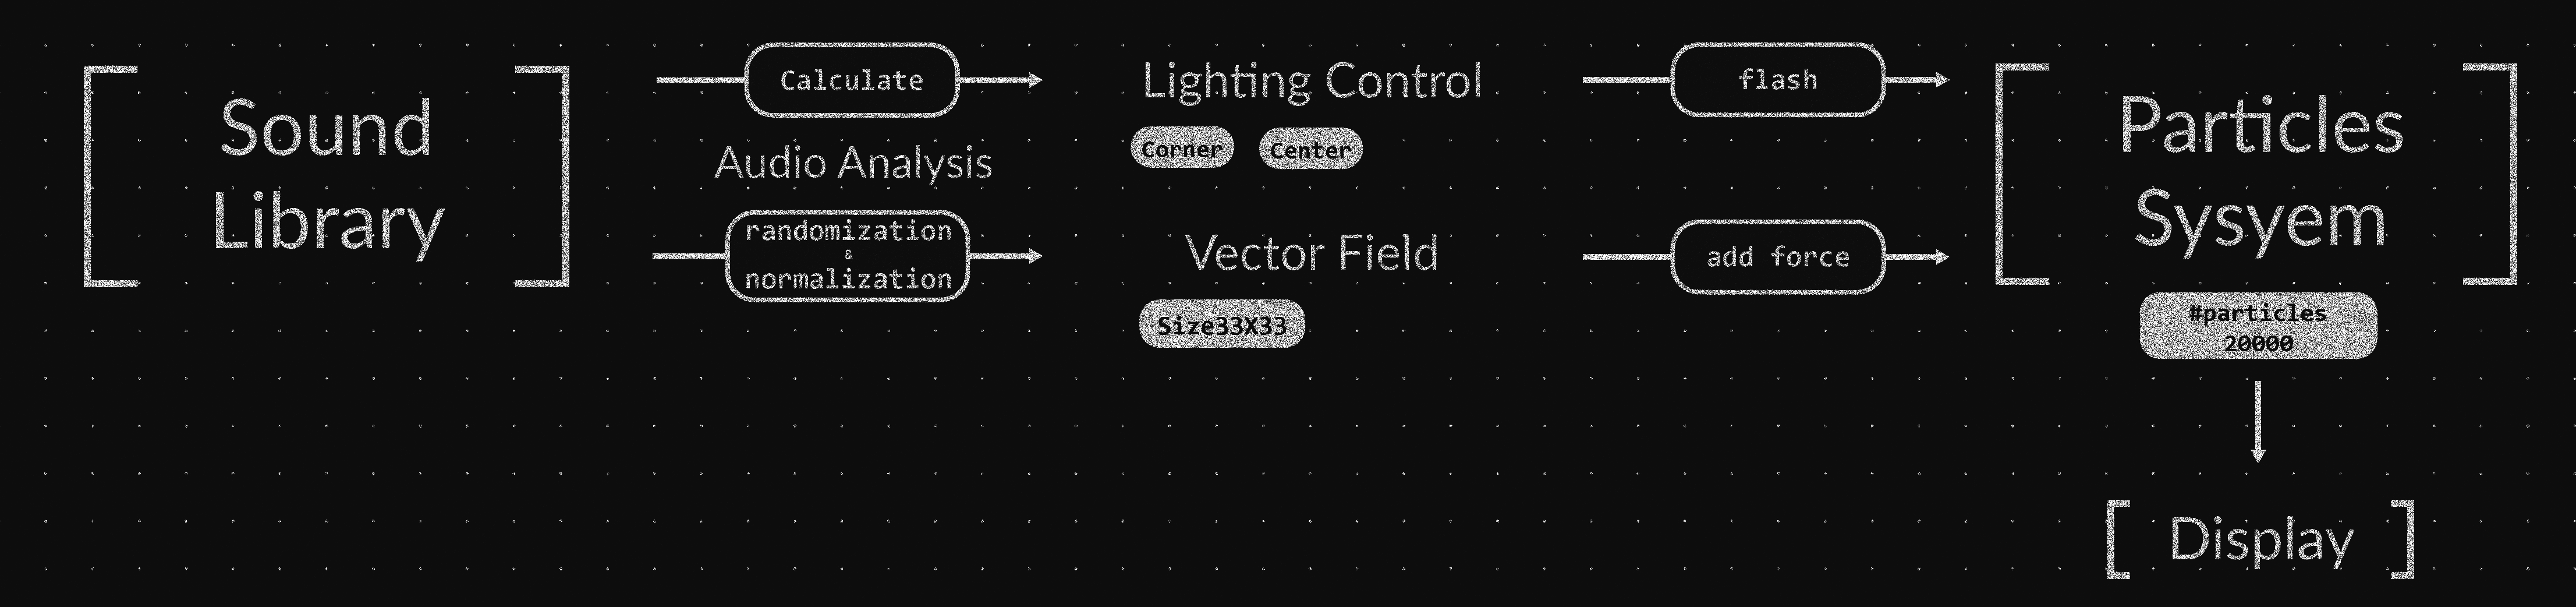 Sound
Library
Calculate
Audio Analysis
randomization
&
normalization
Lighting Control
Corner
Center
Vector Field
Size33X33
flash
add force
Particles
Sysyem
#particles
20000
Display